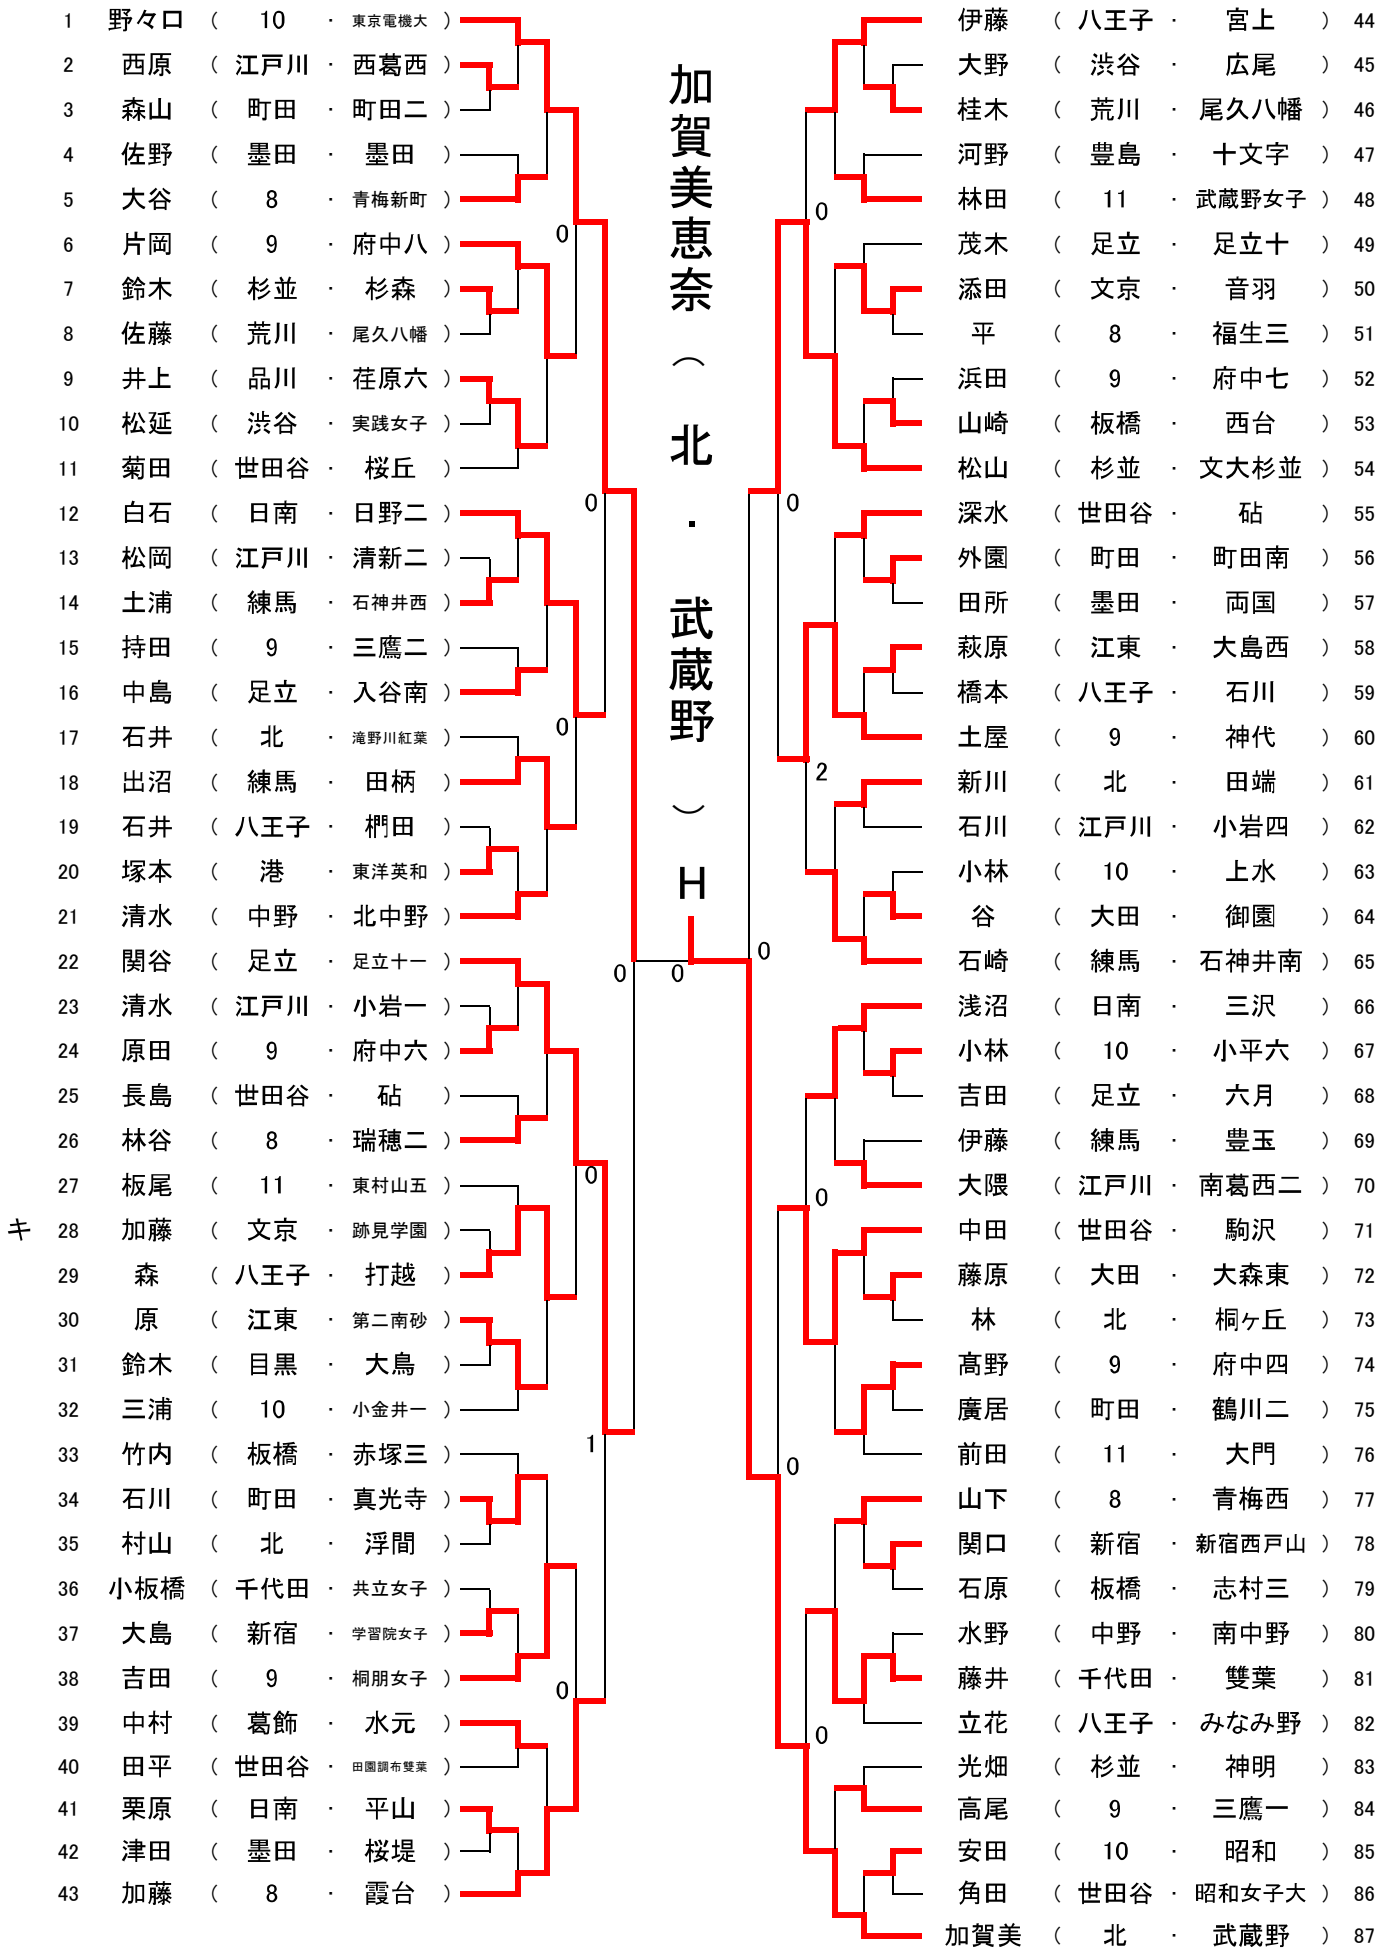 1 野々口 ( 10 ・ 東京電機大 )
2 西原 ( 江戸川 ・ 西葛西 )
3 森山 ( 町田 ・ 町田二 )
4 佐野 ( 墨田 ・ 墨田 )
5 大谷 ( 8 ・ 青梅新町 )
6 片岡 ( 9 ・ 府中八 )
7 鈴木 ( 杉並 ・ 杉森 )
8 佐藤 ( 荒川 ・ 尾久八幡 )
9 井上 ( 品川 ・ 荏原六 )
10 松延 ( 渋谷 ・ 実践女子 )
11 菊田 ( 世田谷 ・ 桜丘 )
12 白石 ( 日南 ・ 日野二 )
13 松岡 ( 江戸川 ・ 清新二 )
14 土浦 ( 練馬 ・ 石神井西 )
15 持田 ( 9 ・ 三鷹二 )
16 中島 ( 足立 ・ 入谷南 )
17 石井 ( 北 ・ 滝野川紅葉 )
18 出沼 ( 練馬 ・ 田柄 )
19 石井 ( 八王子 ・ 椚田 )
20 塚本 ( 港 ・ 東洋英和 )
21 清水 ( 中野 ・ 北中野 )
22 関谷 ( 足立 ・ 足立十一 )
23 清水 ( 江戸川 ・ 小岩一 )
24 原田 ( 9 ・ 府中六 )
25 長島 ( 世田谷 ・ 砧 )
26 林谷 ( 8 ・ 瑞穂二 )
27 板尾 ( 11 ・ 東村山五 )
キ 28 加藤 ( 文京 ・ 跡見学園 )
29 森 ( 八王子 ・ 打越 )
30 原 ( 江東 ・ 第二南砂 )
31 鈴木 ( 目黒 ・ 大鳥 )
32 三浦 ( 10 ・ 小金井一 )
33 竹内 ( 板橋 ・ 赤塚三 )
34 石川 ( 町田 ・ 真光寺 )
35 村山 ( 北 ・ 浮間 )
36 小板橋 ( 千代田 ・ 共立女子 )
37 大島 ( 新宿 ・ 学習院女子 )
38 吉田 ( 9 ・ 桐朋女子 )
39 中村 ( 葛飾 ・ 水元 )
40 田平 ( 世田谷 ・ 田園調布雙葉 )
41 栗原 ( 日南 ・ 平山 )
42 津田 ( 墨田 ・ 桜堤 )
43 加藤 ( 8 ・ 霞台 )
0
0
0
0
0
1
0
0
加賀美恵奈（北・武蔵野）H
0
0
0
2
0
0
0
0
伊藤 ( 八王子 ・ 宮上 ) 44
大野 ( 渋谷 ・ 広尾 ) 45
桂木 ( 荒川 ・ 尾久八幡 ) 46
河野 ( 豊島 ・ 十文字 ) 47
林田 ( 11 ・ 武蔵野女子 ) 48
茂木 ( 足立 ・ 足立十 ) 49
添田 ( 文京 ・ 音羽 ) 50
平 ( 8 ・ 福生三 ) 51
浜田 ( 9 ・ 府中七 ) 52
山崎 ( 板橋 ・ 西台 ) 53
松山 ( 杉並 ・ 文大杉並 ) 54
深水 ( 世田谷 ・ 砧 ) 55
外園 ( 町田 ・ 町田南 ) 56
田所 ( 墨田 ・ 両国 ) 57
萩原 ( 江東 ・ 大島西 ) 58
橋本 ( 八王子 ・ 石川 ) 59
土屋 ( 9 ・ 神代 ) 60
新川 ( 北 ・ 田端 ) 61
石川 ( 江戸川 ・ 小岩四 ) 62
小林 ( 10 ・ 上水 ) 63
谷 ( 大田 ・ 御園 ) 64
石崎 ( 練馬 ・ 石神井南 ) 65
浅沼 ( 日南 ・ 三沢 ) 66
小林 ( 10 ・ 小平六 ) 67
吉田 ( 足立 ・ 六月 ) 68
伊藤 ( 練馬 ・ 豊玉 ) 69
大隈 ( 江戸川 ・ 南葛西二 ) 70
中田 ( 世田谷 ・ 駒沢 ) 71
藤原 ( 大田 ・ 大森東 ) 72
林 ( 北 ・ 桐ヶ丘 ) 73
髙野 ( 9 ・ 府中四 ) 74
廣居 ( 町田 ・ 鶴川二 ) 75
前田 ( 11 ・ 大門 ) 76
山下 ( 8 ・ 青梅西 ) 77
関口 ( 新宿 ・ 新宿西戸山 ) 78
石原 ( 板橋 ・ 志村三 ) 79
水野 ( 中野 ・ 南中野 ) 80
藤井 ( 千代田 ・ 雙葉 ) 81
立花 ( 八王子 ・ みなみ野 ) 82
光畑 ( 杉並 ・ 神明 ) 83
高尾 ( 9 ・ 三鷹一 ) 84
安田 ( 10 ・ 昭和 ) 85
角田 ( 世田谷 ・ 昭和女子大 ) 86
加賀美 ( 北 ・ 武蔵野 ) 87